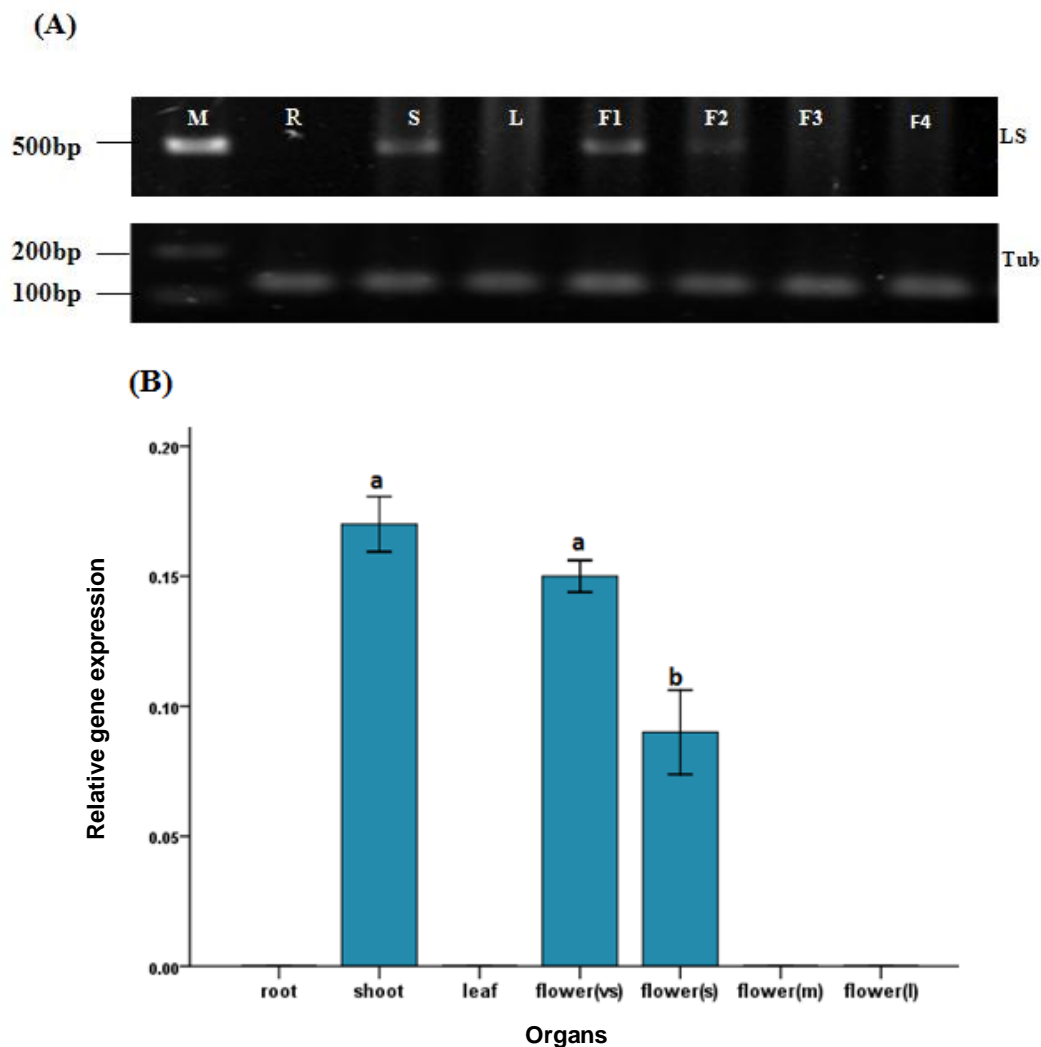 (A)
M R S L F1 F2 F3 F4
500bp LS
200bp Tub
100bp
(B)
0.20
0.15
0.10
0.05
0.00
a
a
b
Relative gene expression
root shoot leaf flower(vs) flower(s) flower(m) flower(l)
Organs